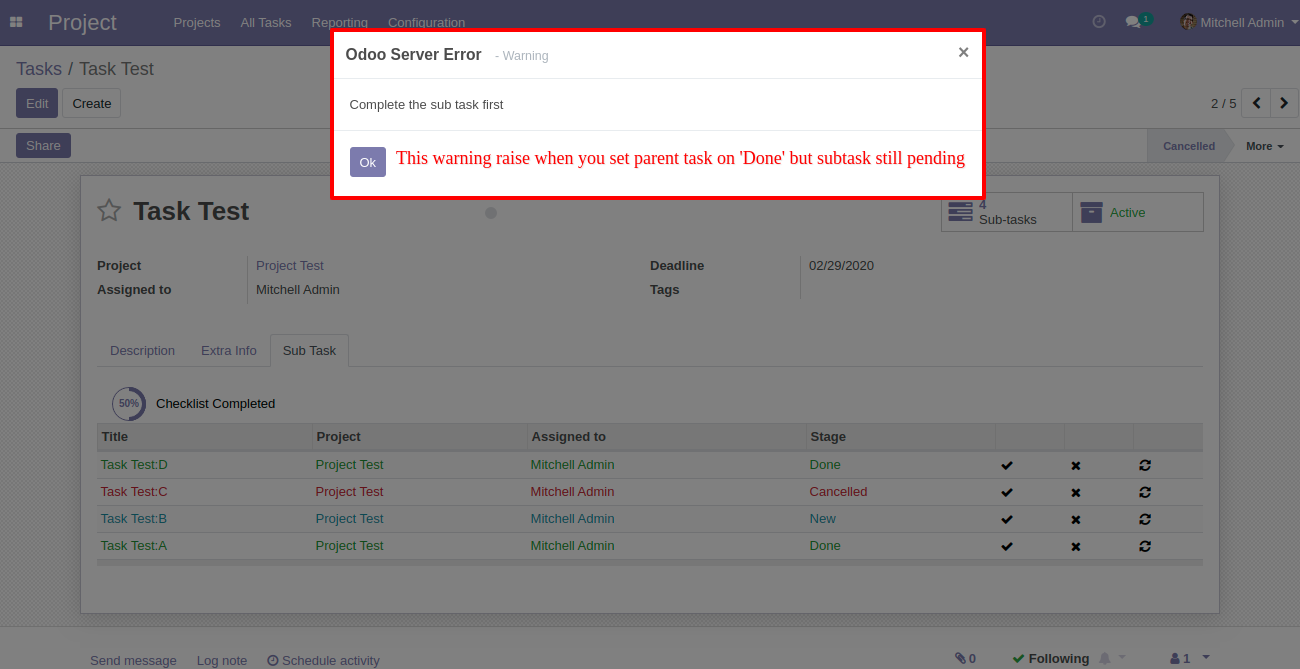 Project Projects All Tasks Reporting Configuration 1 Mitchell Admin
Odoo Server Error - Warning ×
Tasks / Task Test
Edit Create
Complete the sub task first
2 / 5
Share
Ok This warning raise when you set parent task on 'Done' but subtask still pending
Cancelled More
Task Test
4
Sub-tasks
Active
Project Project Test Deadline 02/29/2020
Assigned to Mitchell Admin Tags
Description Extra Info Sub Task
50% Checklist Completed
Title Project Assigned to Stage
Task Test:D Project Test Mitchell Admin Done
Task Test:C Project Test Mitchell Admin Cancelled
Task Test:B Project Test Mitchell Admin New
Task Test:A Project Test Mitchell Admin Done
Send message Log note Schedule activity 0 Following 1